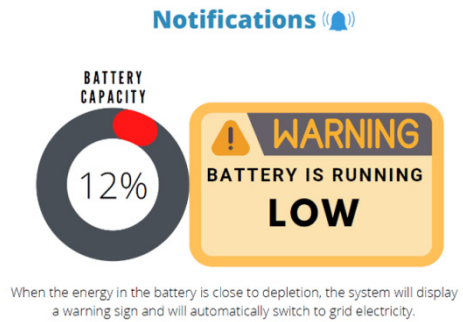 Notifications
BATTERY
CAPACITY
12%
WARNING
BATTERY IS RUNNING
LOW
When the energy in the battery is close to depletion, the system will display
a warning sign and will automatically switch to grid electricity.